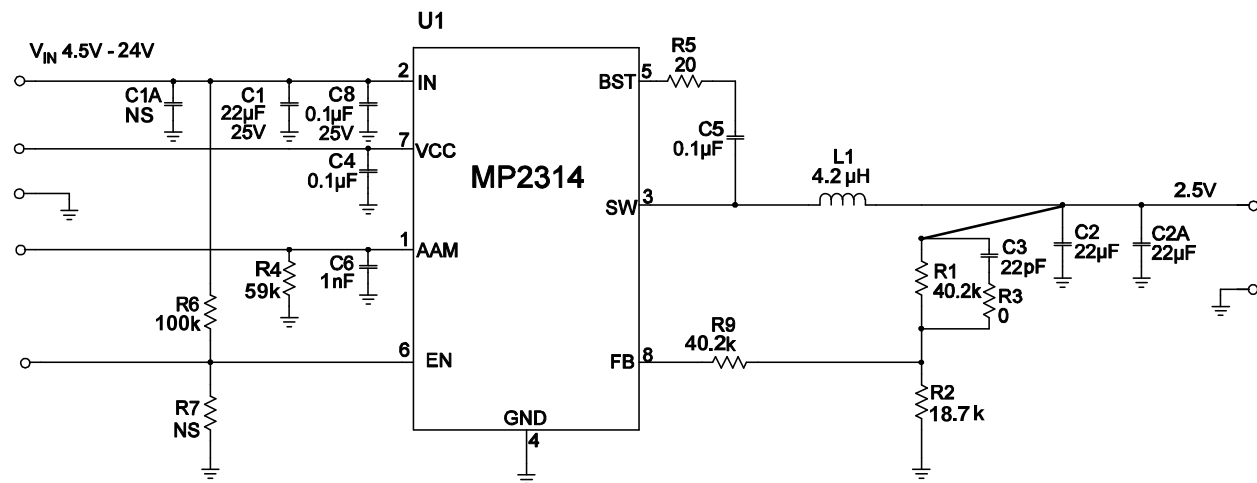 U1
V_IN 4.5V - 24V
2
IN
C1A
NS
C1
22µF
25V
C8
0.1µF
25V
7
VCC
C4
0.1µF
MP2314
1
AAM
R4
59k
C6
1nF
R6
100k
6
EN
R7
NS
GND
4
BST
5
R5
20
C5
0.1µF
SW
3
L1
4.2 µH
2.5V
C2
22µF
C2A
22µF
C3
22pF
R1
40.2k
R3
0
R9
40.2k
FB
8
R2
18.7 k